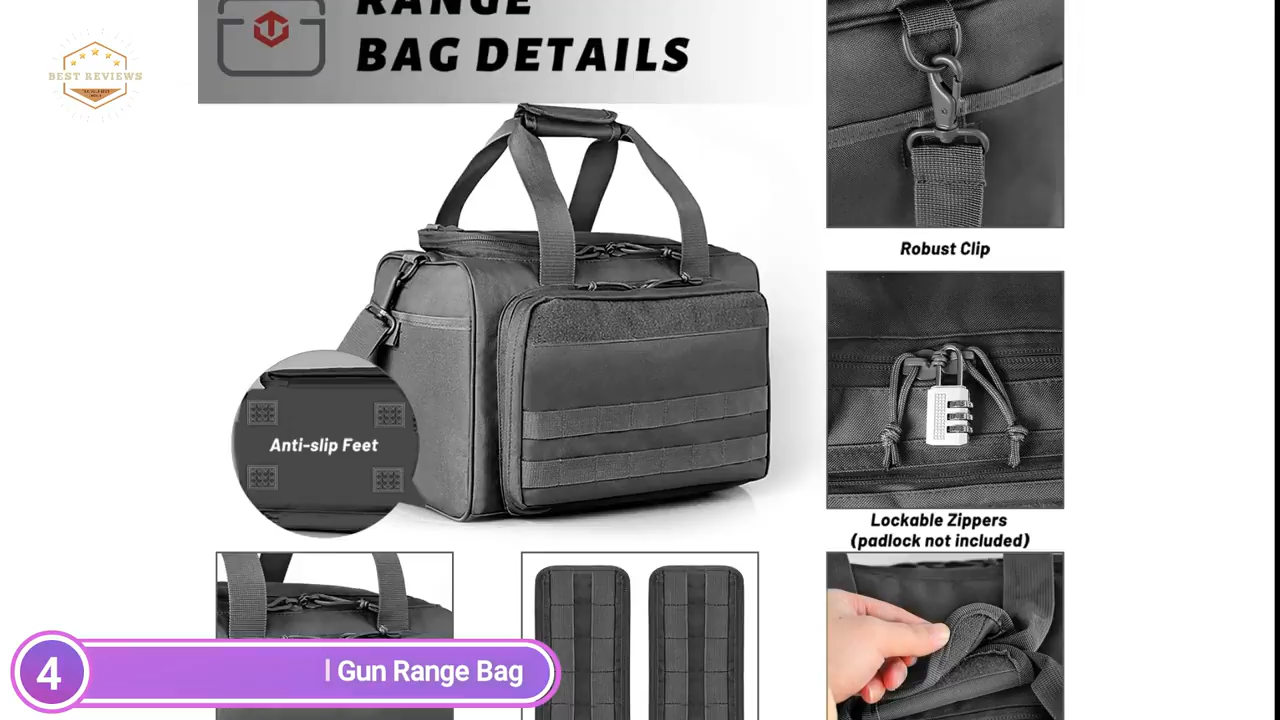 RANGE
BAG DETAILS
BEST REVIEWS
Robust Clip
Anti-slip Feet
Lockable Zippers
(padlock not included)
4
Gun Range Bag